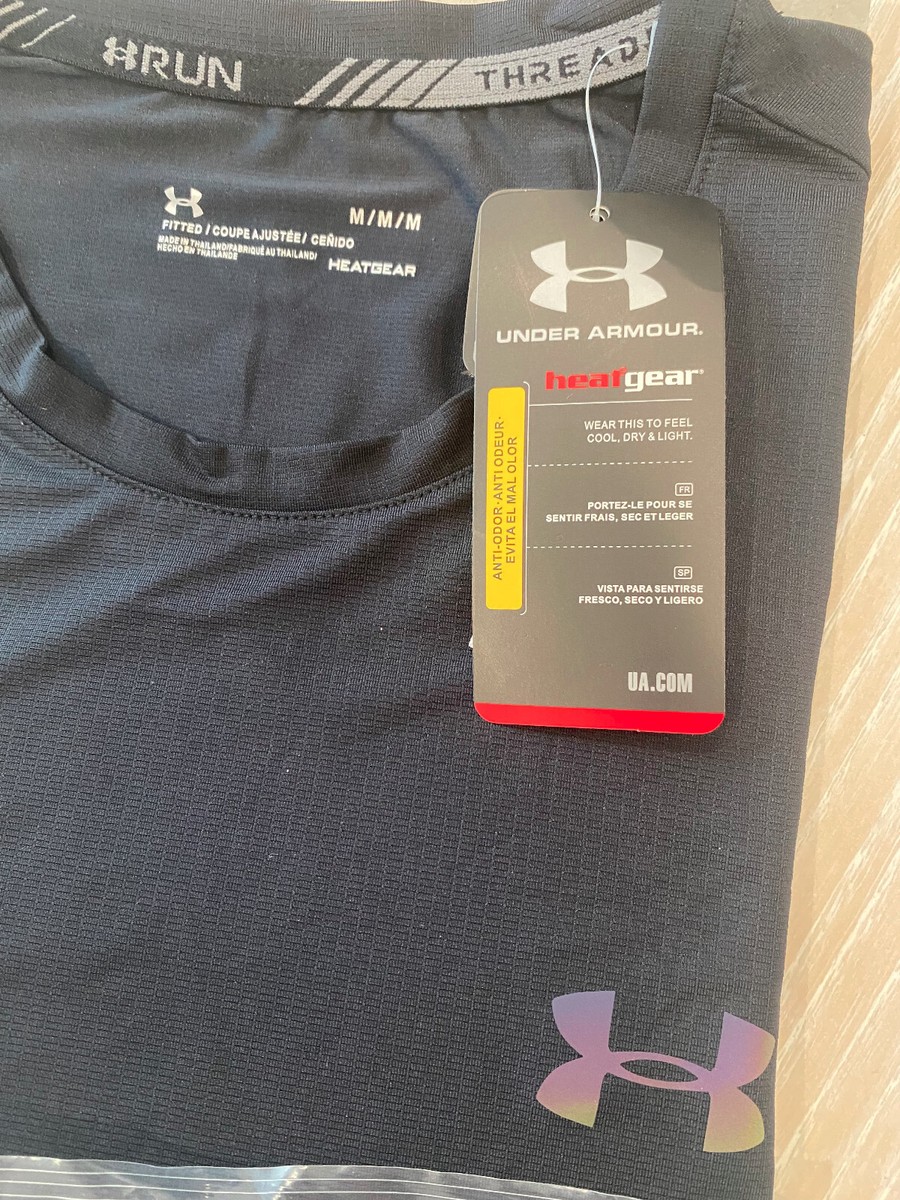 RUN
THREAD
M/M/M
FITTED / COUPE AJUSTÉE / CEÑIDO
MADE IN THAILAND/FABRIQUÉ AU THAILAND/
HECHO EN THAILANDE
HEATGEAR
UNDER ARMOUR.
heatgear®
WEAR THIS TO FEEL
COOL, DRY & LIGHT.
ANTI-ODOR·ANTI ODEUR·
EVITA EL MAL OLOR
FR
PORTEZ-LE POUR SE
SENTIR FRAIS, SEC ET LEGER
SP
VISTA PARA SENTIRSE
FRESCO, SECO Y LIGERO
UA.COM